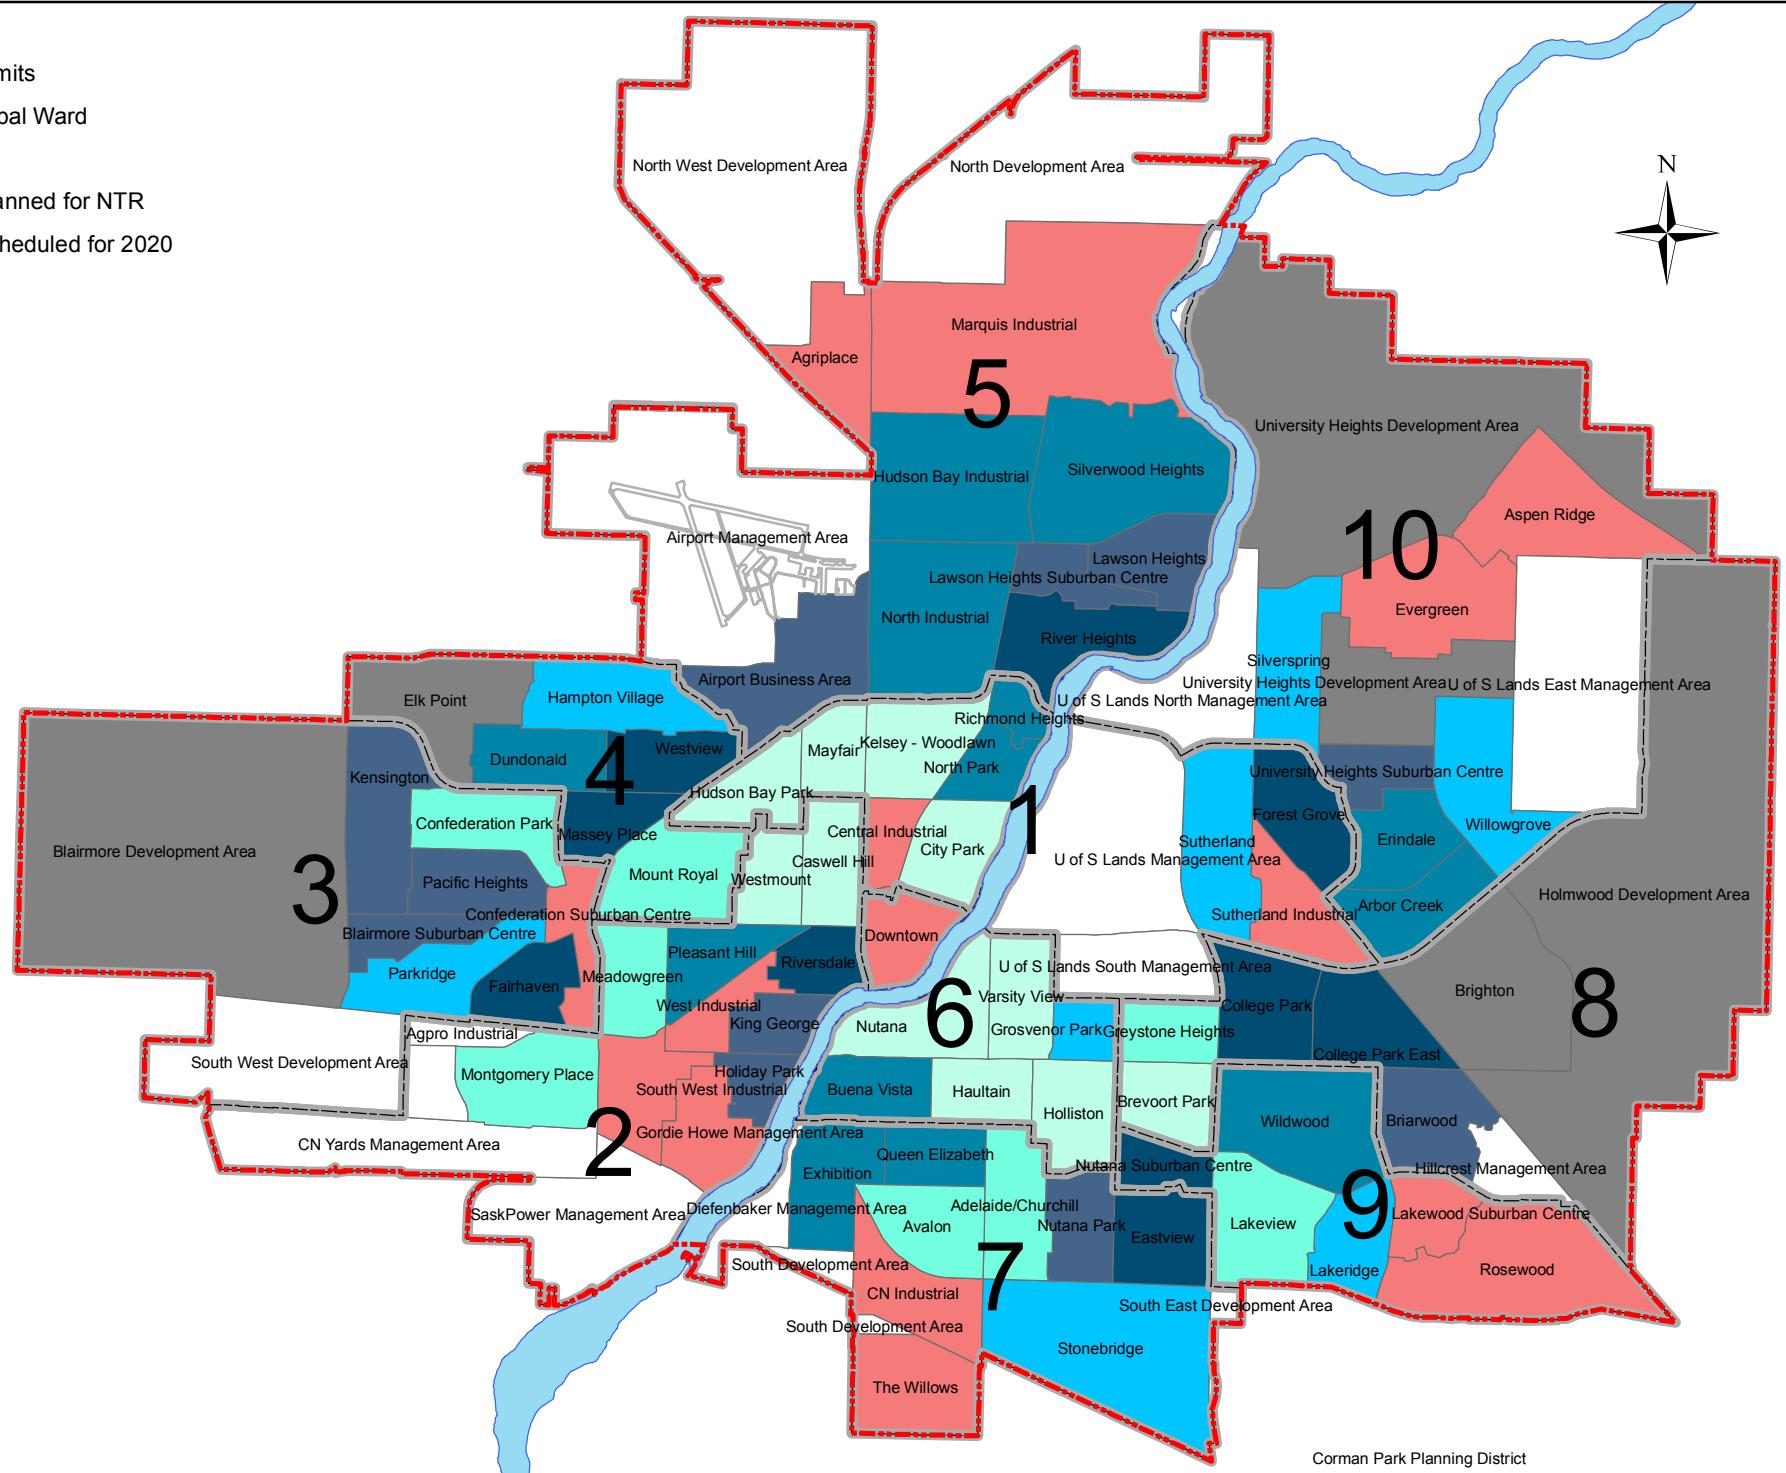 mits
pal Ward
anned for NTR
heduled for 2020
N
North West Development Area
North Development Area
Marquis Industrial
Agriplace
5
University Heights Development Area
Hudson Bay Industrial
Silverwood Heights
Aspen Ridge
10
Airport Management Area
Lawson Heights
Lawson Heights Suburban Centre
Evergreen
North Industrial
River Heights
Silverspring
Airport Business Area
University Heights Development Area
U of S Lands East Management Area
Elk Point
Hampton Village
U of S Lands North Management Area
Richmond Heights
Mayfair
Kelsey - Woodlawn
Westview
Dundonald
4
North Park
Kensington
University Heights Suburban Centre
Hudson Bay Park
1
Forest Grove
Confederation Park
Massey Place
Central Industrial
Willowgrove
Erindale
Sutherland
City Park
Blairmore Development Area
Caswell Hill
U of S Lands Management Area
3
Mount Royal
Westmount
Pacific Heights
Holmwood Development Area
Arbor Creek
Confederation Suburban Centre
Sutherland Industrial
Blairmore Suburban Centre
Downtown
Pleasant Hill
Riversdale
U of S Lands South Management Area
Parkridge
Meadowgreen
Fairhaven
Brighton
8
Varsity View
6
West Industrial
College Park
King George
Nutana
Grosvenor Park
Greystone Heights
Agpro Industrial
College Park East
South West Development Area
Montgomery Place
Holiday Park
South West Industrial
Buena Vista
Haultain
Brevoort Park
Holliston
Wildwood
Briarwood
2
Gordie Howe Management Area
CN Yards Management Area
Queen Elizabeth
Nutana Suburban Centre
Hillcrest Management Area
Exhibition
9
SaskPower Management Area
Diefenbaker Management Area
Adelaide/Churchill
Avalon
Nutana Park
Lakeview
Lakewood Suburban Centre
Eastview
South Development Area
7
Lakeridge
Rosewood
CN Industrial
South East Development Area
South Development Area
Stonebridge
The Willows
Corman Park Planning District